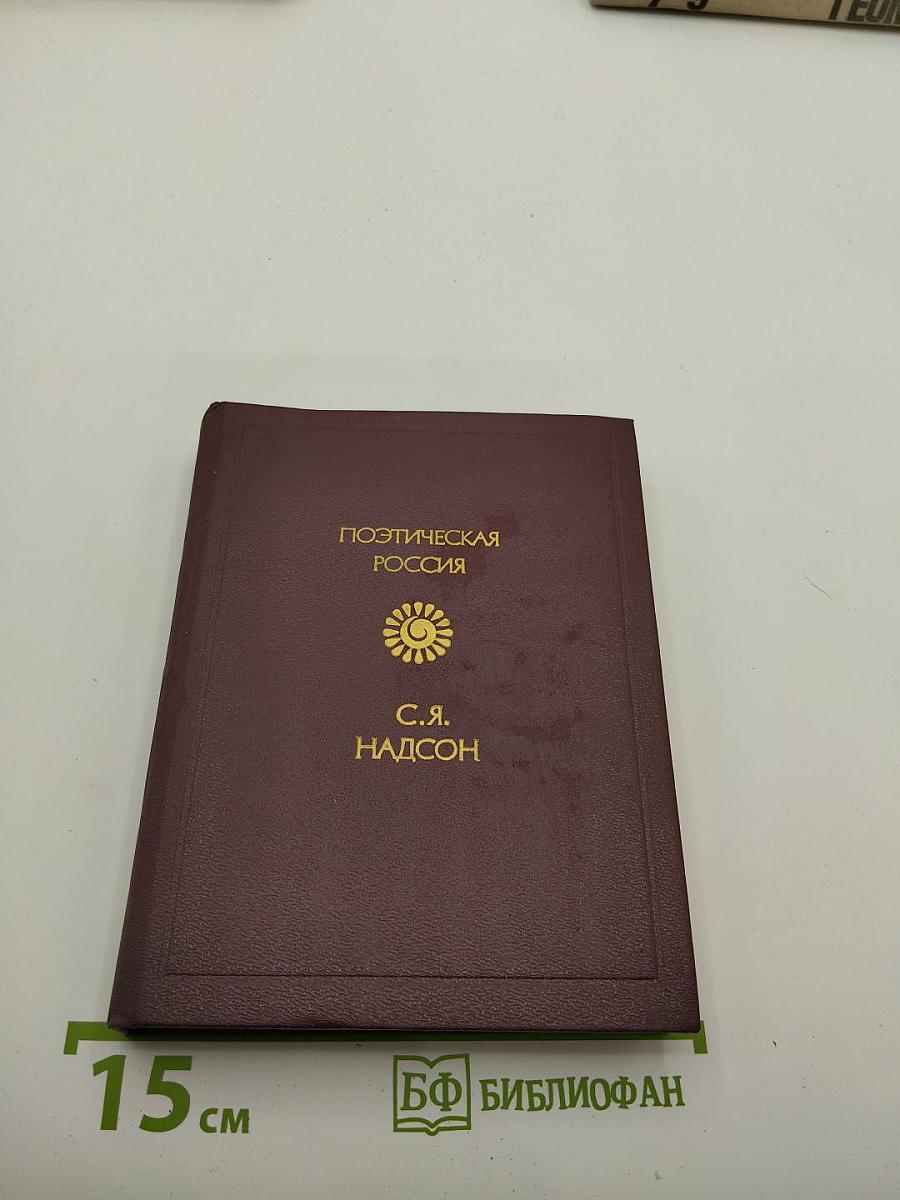 ПОЭТИЧЕСКАЯ
РОССИЯ
С.Я.
НАДСОН
15 см
БФ БИБЛИОФАН